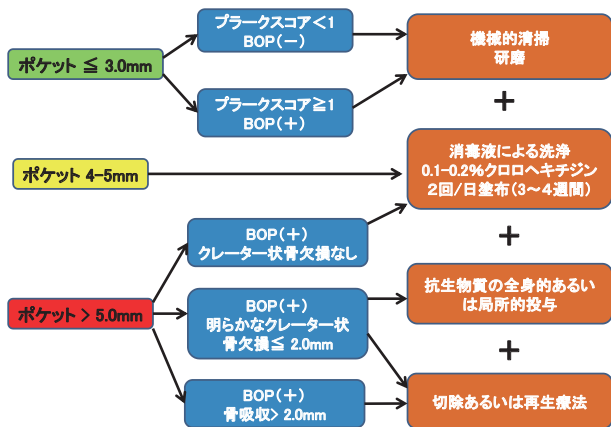 プラークスコア<1
BOP(－)
ポケット ≦ 3.0mm
プラークスコア≧1
BOP(＋)
機械的清掃
研磨
＋
ポケット 4-5mm
消毒液による洗浄
0.1-0.2%クロロヘキチジン
2回/日塗布(3～4週間)
＋
BOP(＋)
クレーター状骨欠損なし
ポケット > 5.0mm
BOP(＋)
明らかなクレーター状
骨欠損≦ 2.0mm
抗生物質の全身的あるい
は局所的投与
＋
BOP(＋)
骨吸収> 2.0mm
切除あるいは再生療法